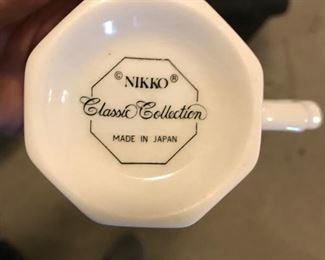 © NIKKO ®
Classic Collection
MADE IN JAPAN